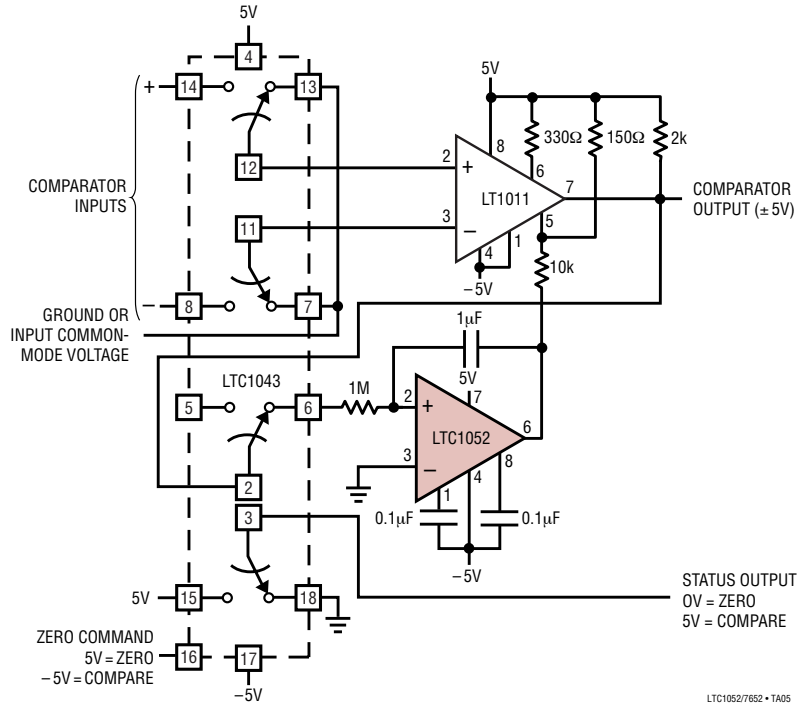 5V
4
+
14
13
12
COMPARATOR
INPUTS
11
−
8
7
GROUND OR
INPUT COMMON-
MODE VOLTAGE
5V
8
330Ω
150Ω
2k
2
+
6
LT1011
7
COMPARATOR
OUTPUT (±5V)
3
−
5
4
1
−5V
10k
LTC1043
5
6
2
3
1M
1µF
5V
7
2
+
LTC1052
6
3
−
8
1
4
0.1µF
0.1µF
−5V
5V
15
18
STATUS OUTPUT
0V = ZERO
5V = COMPARE
ZERO COMMAND
5V = ZERO
−5V = COMPARE
16
17
−5V
LTC1052/7652 • TA05